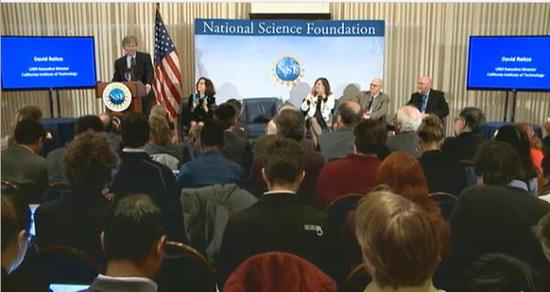 National Science Foundation
David Reitze
LIGO Executive Director
California Institute of Technology
NSF
David Reitze
LIGO Executive Director
California Institute of Technology
NSF